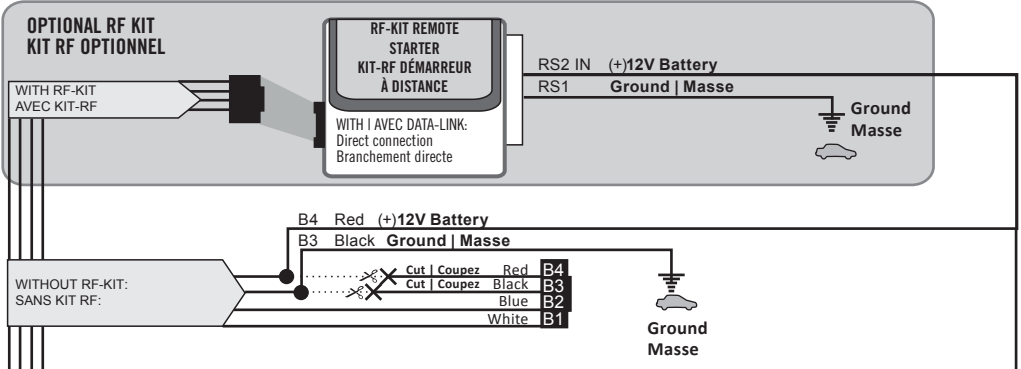 OPTIONAL RF KIT
KIT RF OPTIONNEL
RF-KIT REMOTE
STARTER
KIT-RF DÉMARREUR
À DISTANCE
WITH RF-KIT
AVEC KIT-RF
WITH | AVEC DATA-LINK:
Direct connection
Branchement directe
RS2 IN (+)12V Battery
RS1 Ground | Masse
Ground
Masse
B4 Red (+)12V Battery
B3 Black Ground | Masse
WITHOUT RF-KIT:
SANS KIT RF:
Cut | Coupez Red B4
Cut | Coupez Black B3
Blue B2
White B1
Ground
Masse